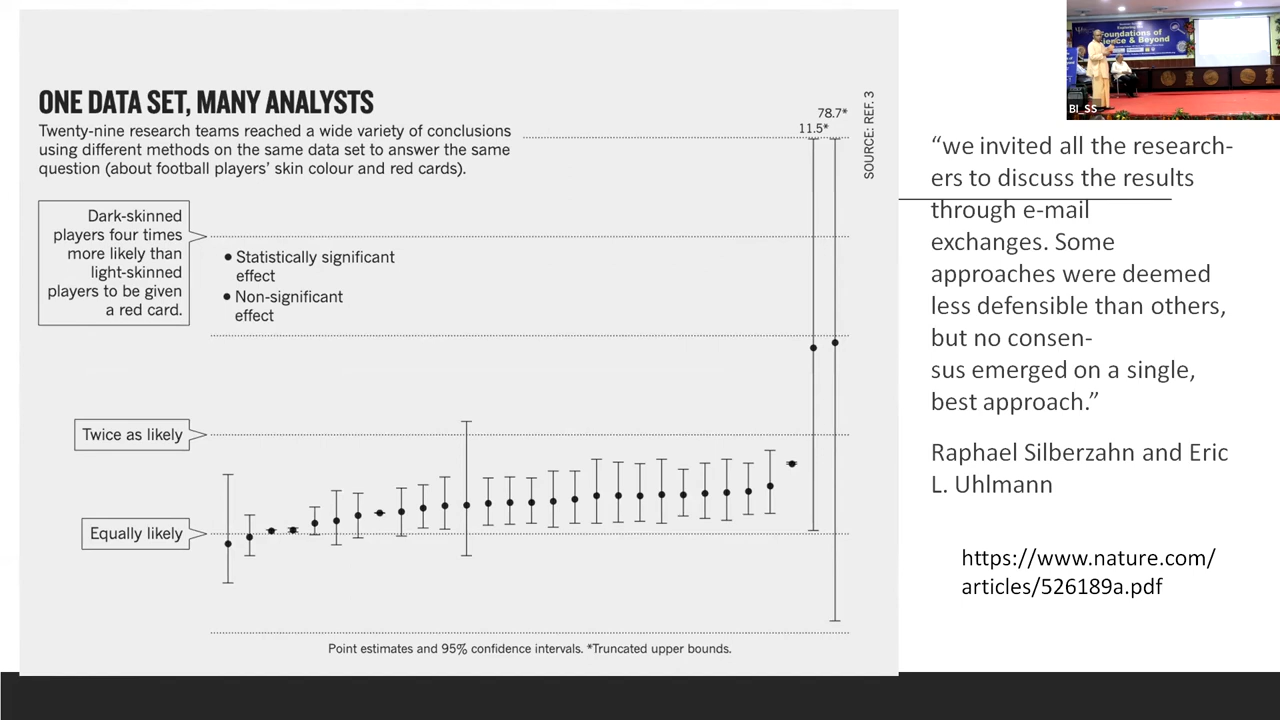 ONE DATA SET, MANY ANALYSTS
Twenty-nine research teams reached a wide variety of conclusions
using different methods on the same data set to answer the same
question (about football players’ skin colour and red cards).
78.7*
11.5*
SOURCE: REF. 3
Dark-skinned
players four times
more likely than
light-skinned
players to be given
a red card.
• Statistically significant
effect
• Non-significant
effect
Twice as likely
Equally likely
Point estimates and 95% confidence intervals. *Truncated upper bounds.
Foundations of
Science & Beyond
BI_SS
“we invited all the research-
ers to discuss the results
through e-mail
exchanges. Some
approaches were deemed
less defensible than others,
but no consen-
sus emerged on a single,
best approach.”
Raphael Silberzahn and Eric
L. Uhlmann
https://www.nature.com/
articles/526189a.pdf